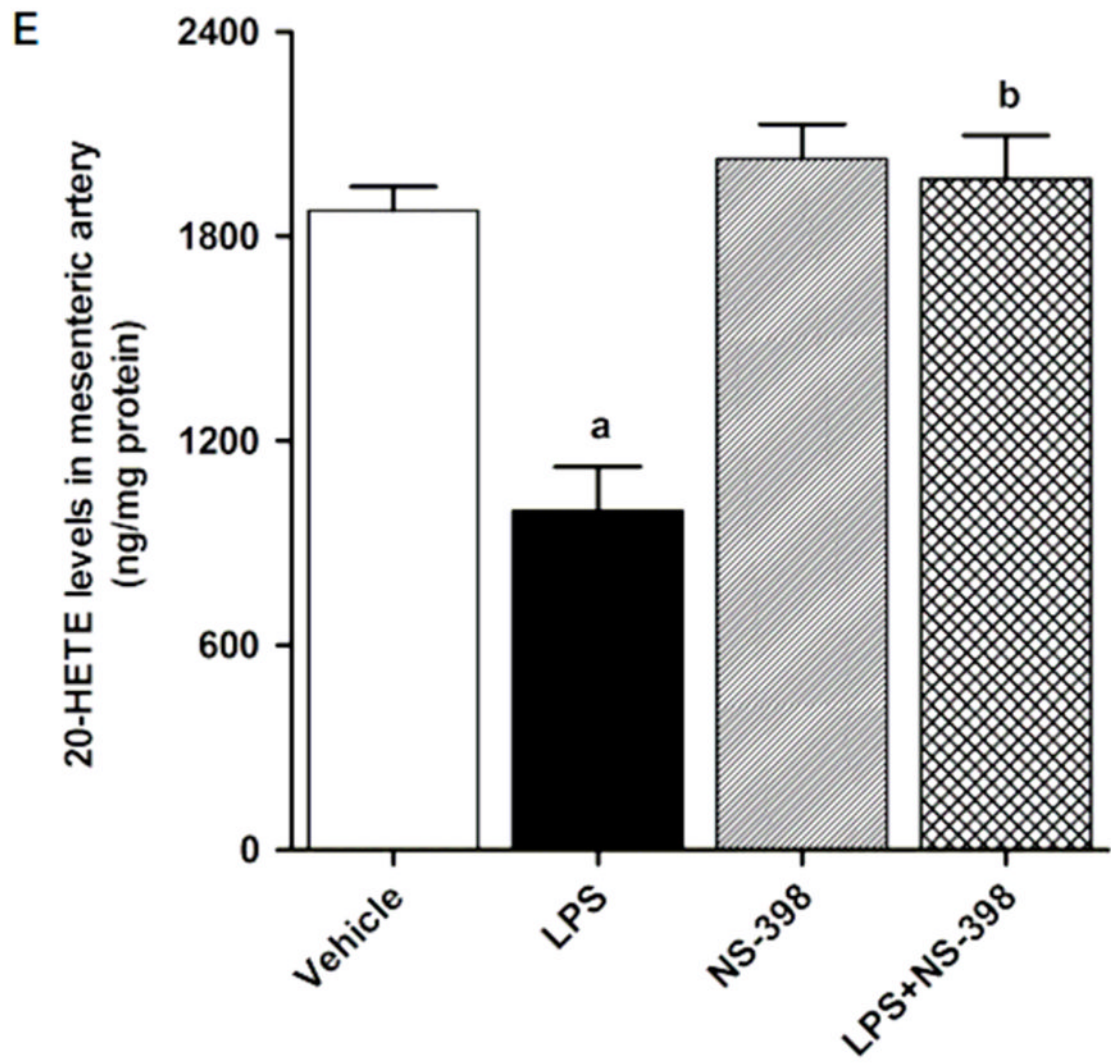 E
20-HETE levels in mesenteric artery
(ng/mg protein)
2400
1800
1200
600
0
a
b
Vehicle
LPS
NS-398
LPS+NS-398